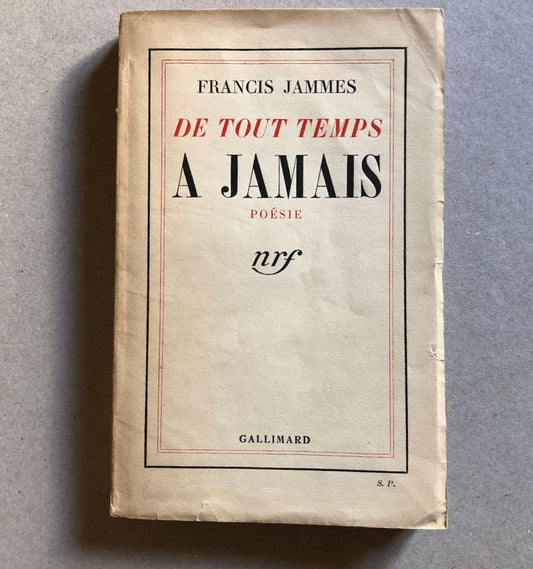 FRANCIS JAMMES
DE TOUT TEMPS
A JAMAIS
POÉSIE
nrf
GALLIMARD
S. P.